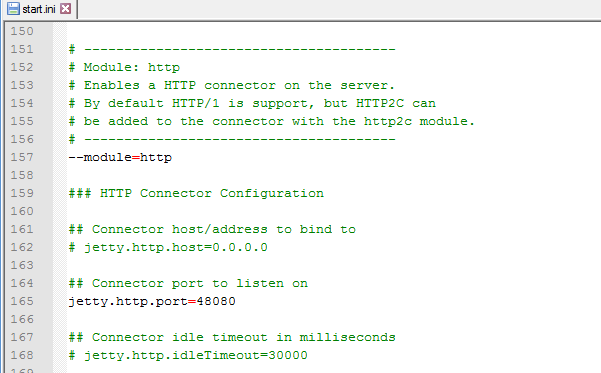 start.ini
150
151 # ---------------------------------------
152 # Module: http
153 # Enables a HTTP connector on the server.
154 # By default HTTP/1 is support, but HTTP2C can
155 # be added to the connector with the http2c module.
156 # ---------------------------------------
157 --module=http
158
159 ### HTTP Connector Configuration
160
161 ## Connector host/address to bind to
162 # jetty.http.host=0.0.0.0
163
164 ## Connector port to listen on
165 jetty.http.port=48080
166
167 ## Connector idle timeout in milliseconds
168 # jetty.http.idleTimeout=30000
169